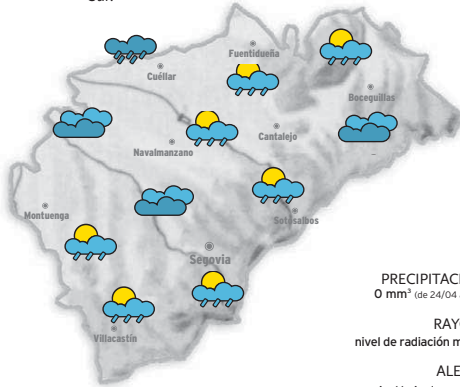 Fuentidueña
Cuéllar
Boceguillas
Cantalejo
Navalmanzano
Montuenga
Sotosalbos
Segovia
PRECIPITAC
0 mm³ (de 24/04
RAY
nivel de radiación m
ALE
Villacastín